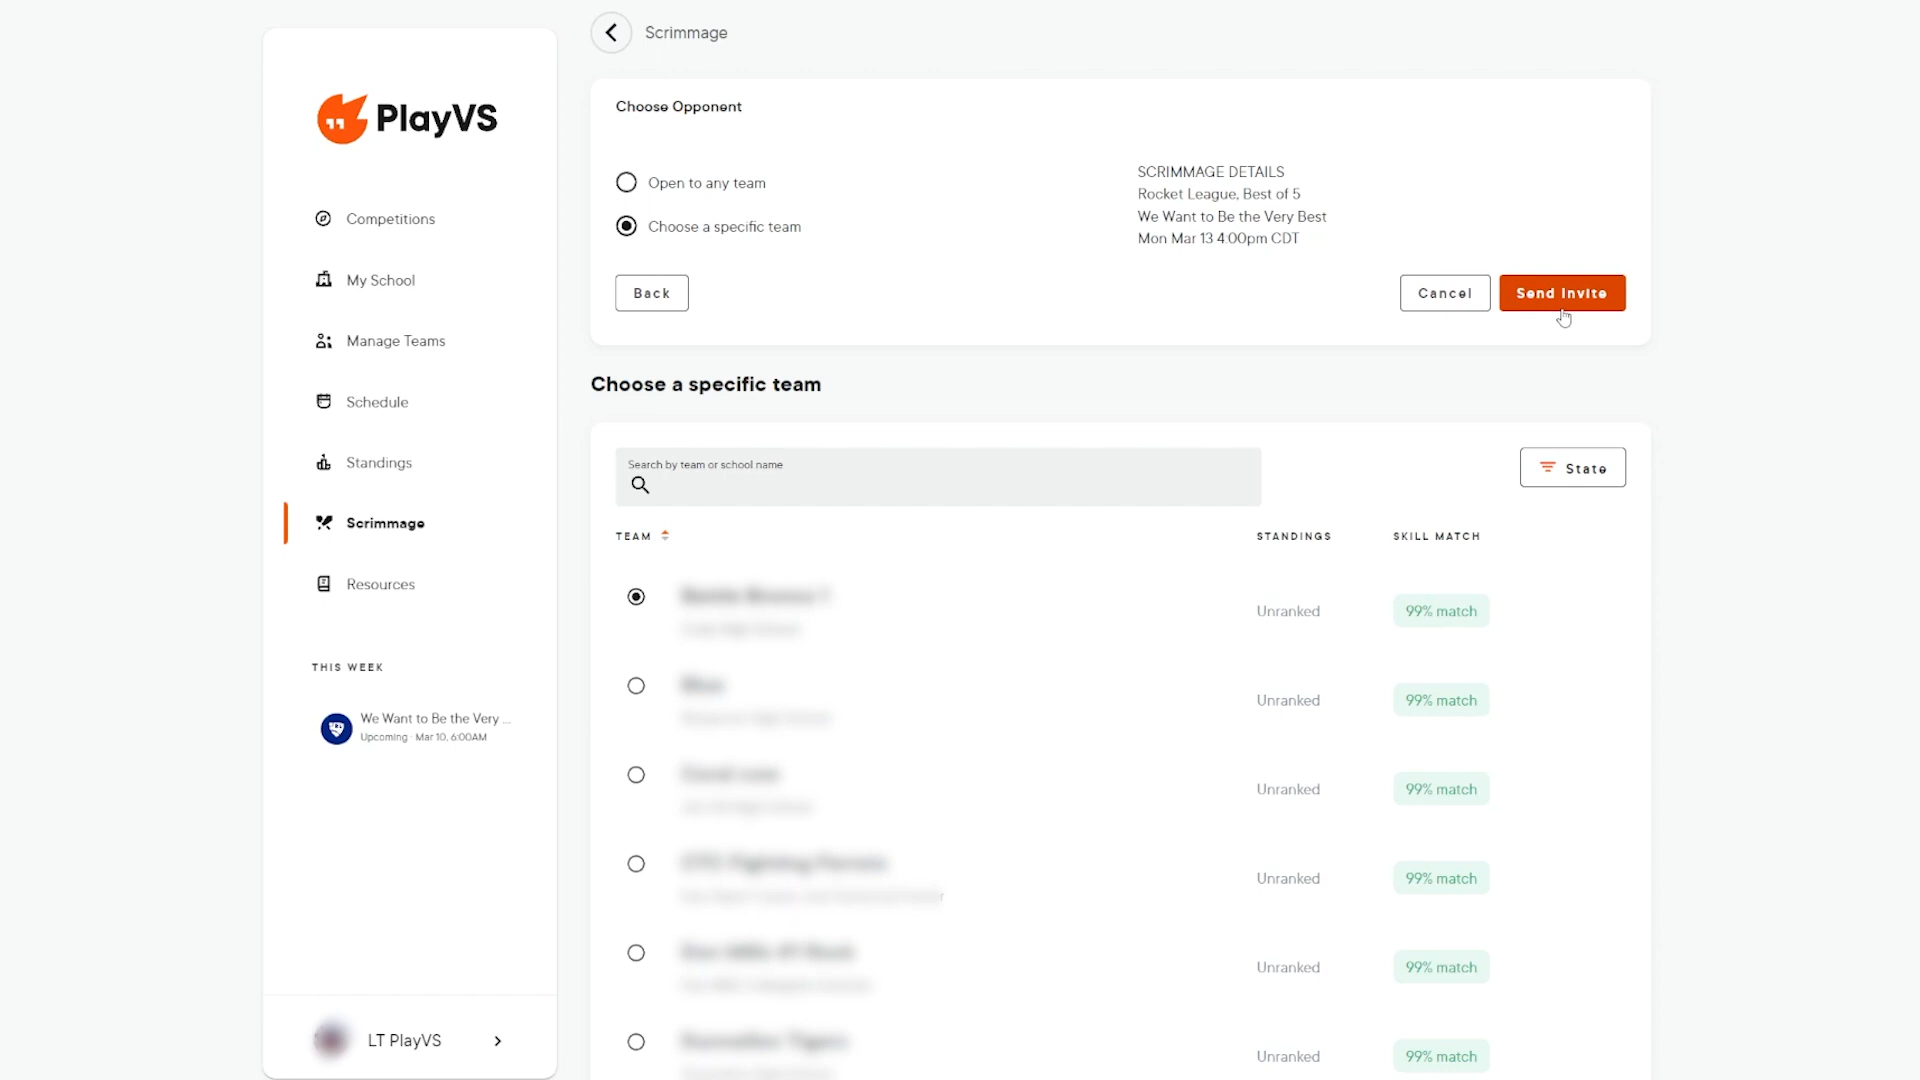 PlayVS
Competitions
My School
Manage Teams
Schedule
Standings
Scrimmage
Resources
THIS WEEK
We Want to Be the Very ...
Upcoming · Mar 10, 6:00AM
LT PlayVS
Scrimmage
Choose Opponent
Open to any team
Choose a specific team
SCRIMMAGE DETAILS
Rocket League, Best of 5
We Want to Be the Very Best
Mon Mar 13 4:00pm CDT
Back
Cancel
Send Invite
Choose a specific team
Search by team or school name
State
TEAM
STANDINGS
SKILL MATCH
Unranked
99% match
Unranked
99% match
Unranked
99% match
Unranked
99% match
Unranked
99% match
Unranked
99% match